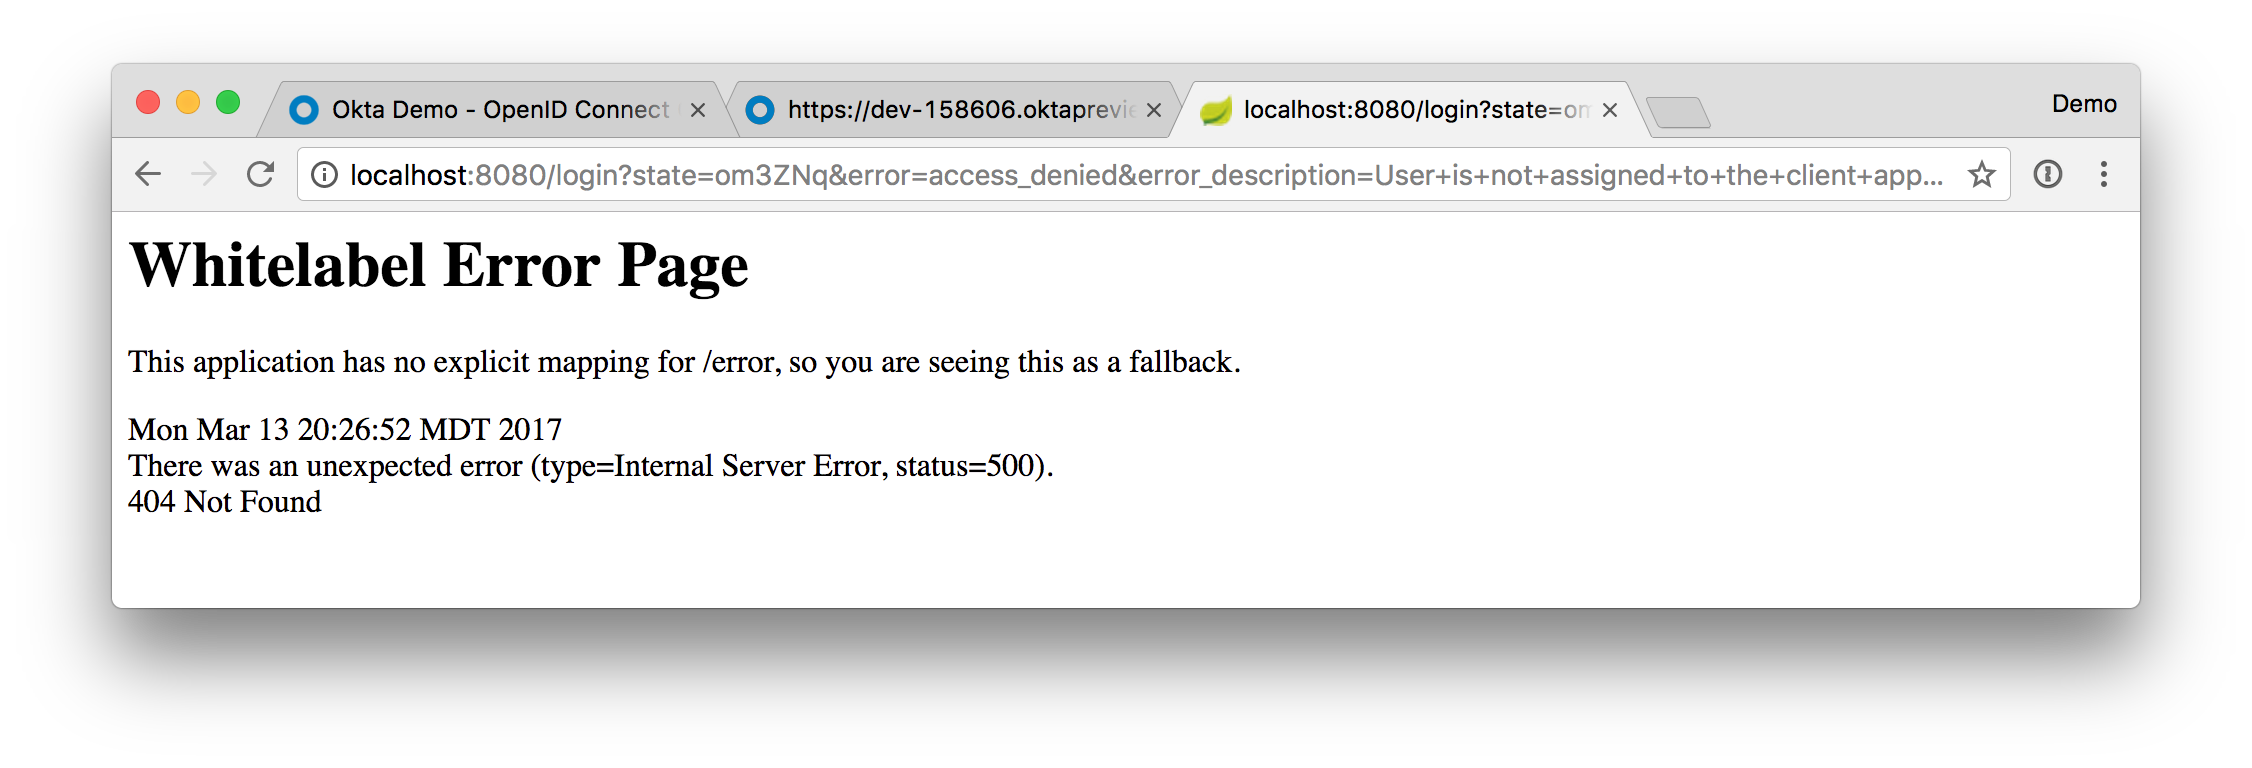 Okta Demo - OpenID Connect
https://dev-158606.oktaprevie
localhost:8080/login?state=om
Demo
localhost:8080/login?state=om3ZNq&error=access_denied&error_description=User+is+not+assigned+to+the+client+app...
Whitelabel Error Page
This application has no explicit mapping for /error, so you are seeing this as a fallback.
Mon Mar 13 20:26:52 MDT 2017
There was an unexpected error (type=Internal Server Error, status=500).
404 Not Found